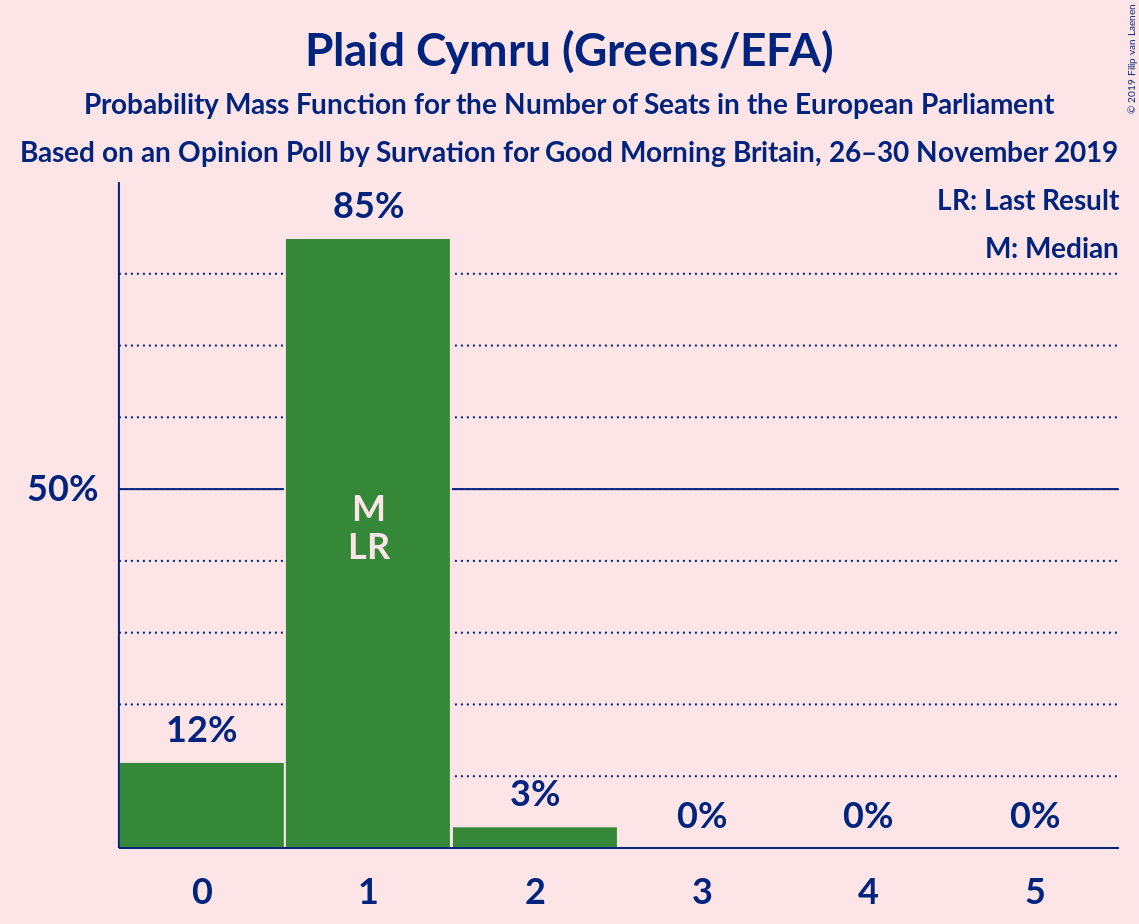 Plaid Cymru (Greens/EFA)
Probability Mass Function for the Number of Seats in the European Parliament
Based on an Opinion Poll by Survation for Good Morning Britain, 26–30 November 2019
© 2019 Filip van Laenen
LR: Last Result
M: Median
85%
50%
M
LR
12%
3%
0%
0%
0%
0
1
2
3
4
5